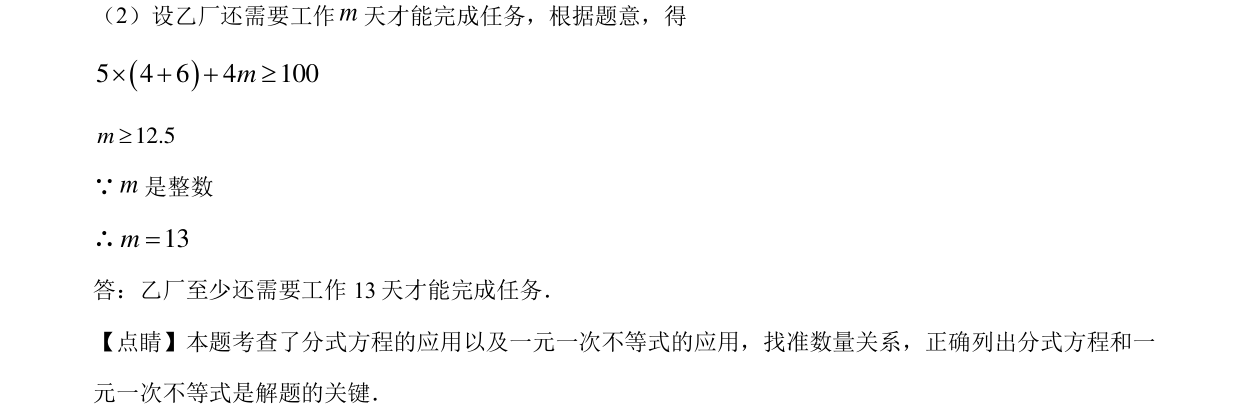 （2）设乙厂还需要工作 m 天才能完成任务，根据题意，得
5×(4+6)+4m≥100
m≥12.5
∵ m 是整数
∴ m=13
答：乙厂至少还需要工作 13 天才能完成任务．
【点睛】本题考查了分式方程的应用以及一元一次不等式的应用，找准数量关系，正确列出分式方程和一
元一次不等式是解题的关键．